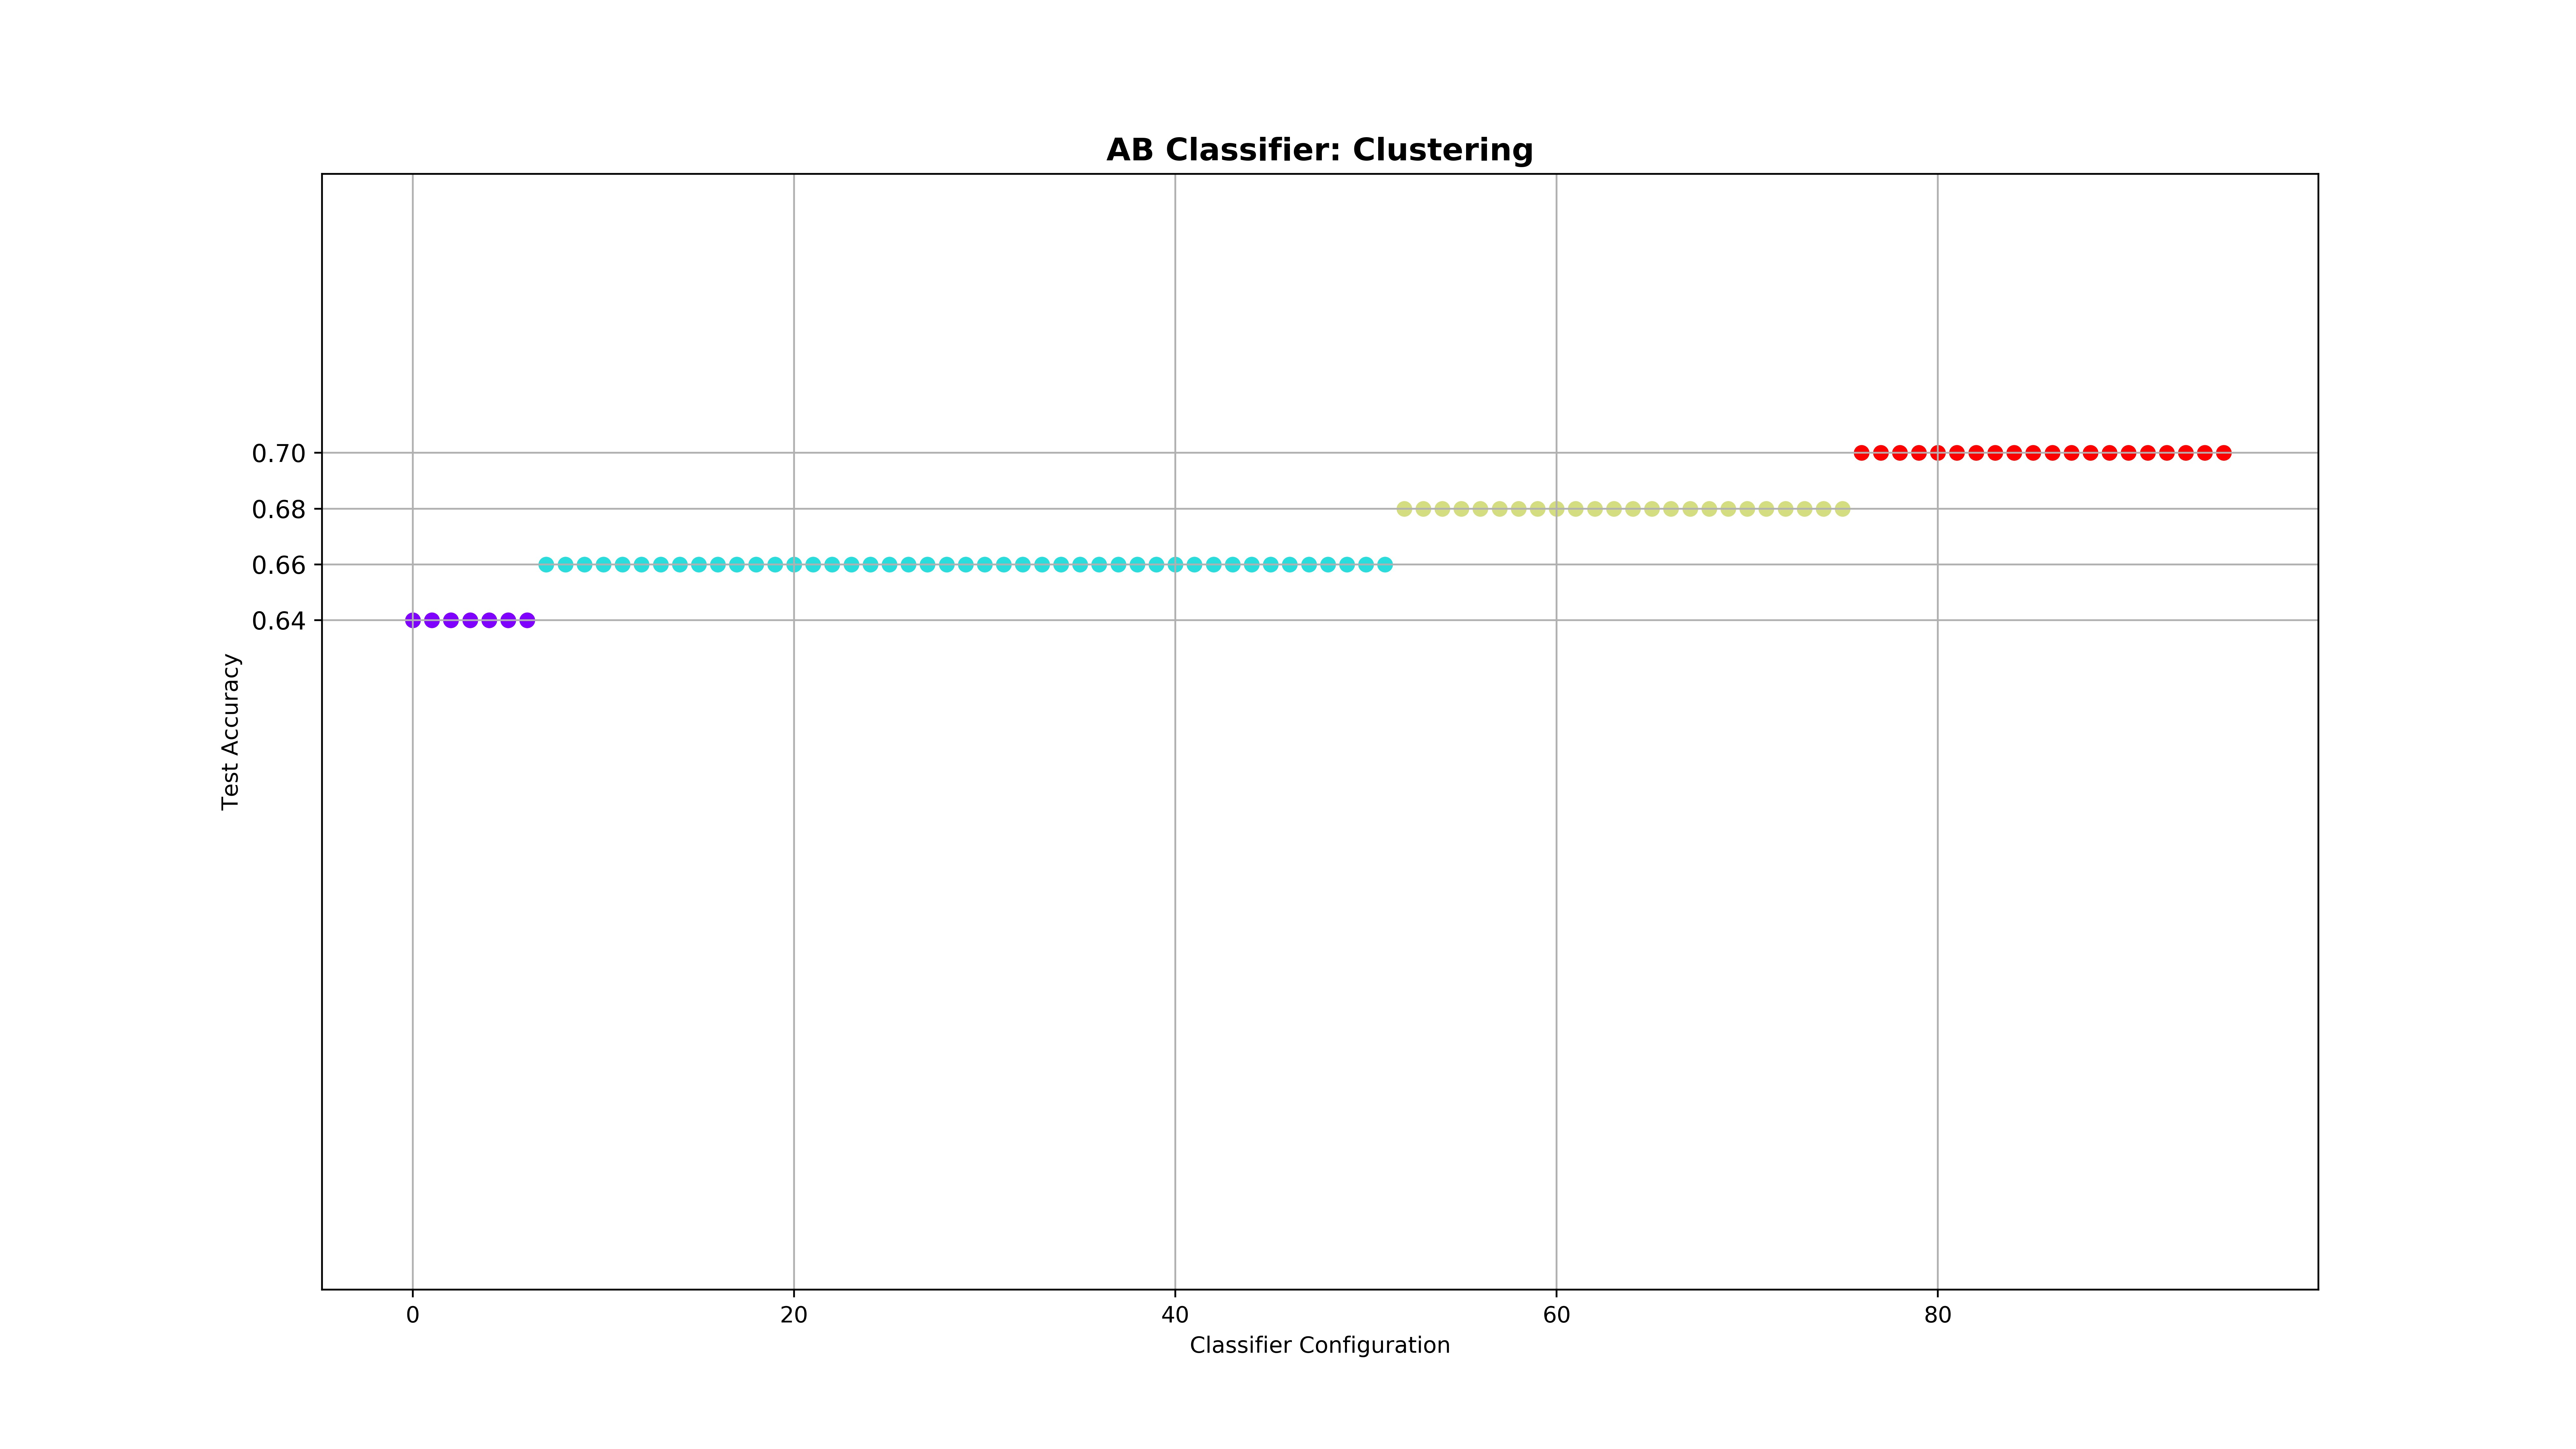 AB Classifier: Clustering
0.70
0.68
0.66
0.64
Test Accuracy
0 20 40 60 80
Classifier Configuration